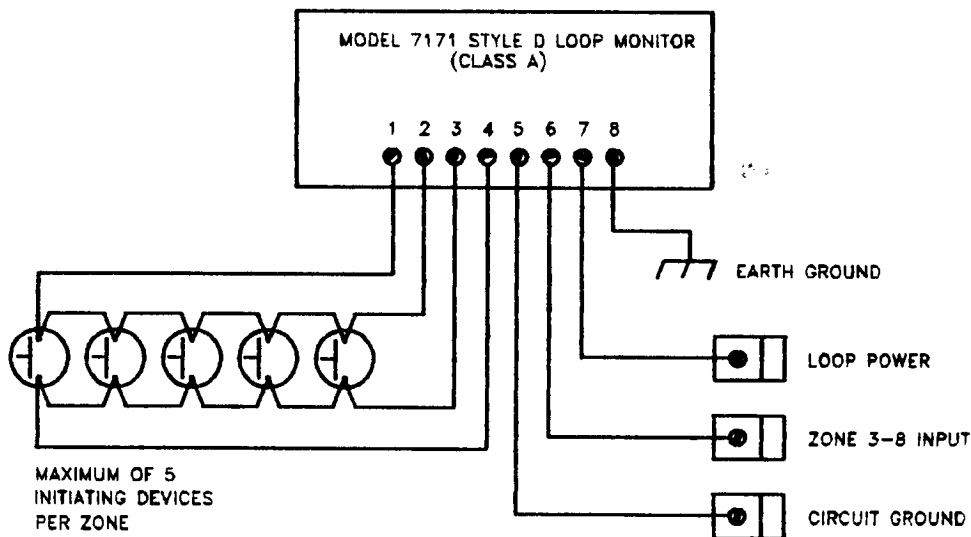 MODEL 7171 STYLE D LOOP MONITOR
(CLASS A)
1 2 3 4 5 6 7 8
EARTH GROUND
LOOP POWER
ZONE 3-8 INPUT
MAXIMUM OF 5
INITIATING DEVICES
PER ZONE
CIRCUIT GROUND